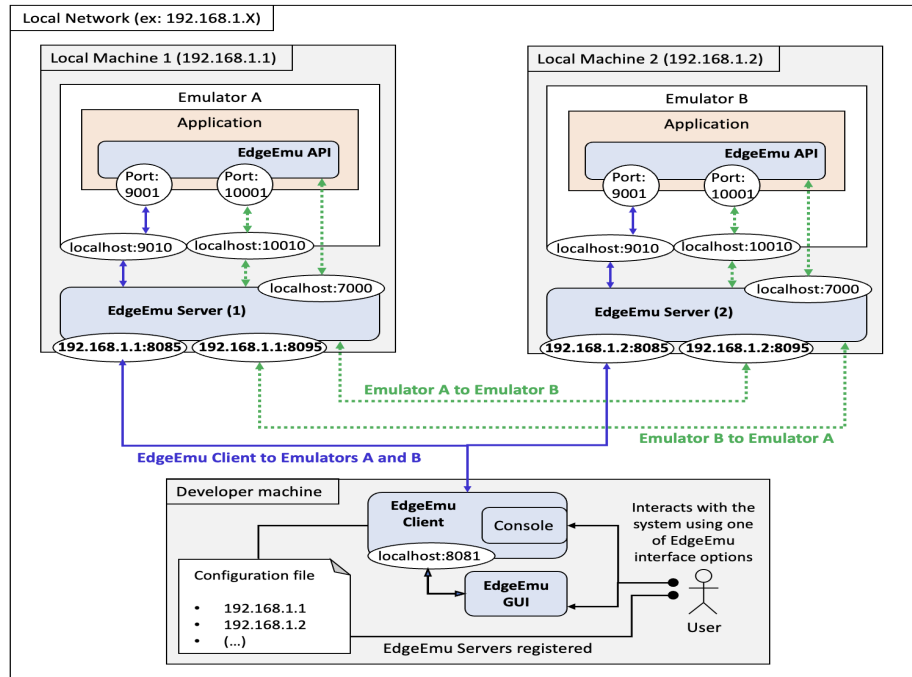 Local Network (ex: 192.168.1.X)
Local Machine 1 (192.168.1.1)
Emulator A
Application
EdgeEmu API
Port:
9001
Port:
10001
localhost:9010
localhost:10010
localhost:7000
EdgeEmu Server (1)
192.168.1.1:8085
192.168.1.1:8095
Local Machine 2 (192.168.1.2)
Emulator B
Application
EdgeEmu API
Port:
9001
Port:
10001
localhost:9010
localhost:10010
localhost:7000
EdgeEmu Server (2)
192.168.1.2:8085
192.168.1.2:8095
Emulator A to Emulator B
Emulator B to Emulator A
EdgeEmu Client to Emulators A and B
Developer machine
EdgeEmu
Client
Console
localhost:8081
EdgeEmu
GUI
Configuration file
• 192.168.1.1
• 192.168.1.2
• (...)
Interacts with the
system using one
of EdgeEmu
interface options
User
EdgeEmu Servers registered